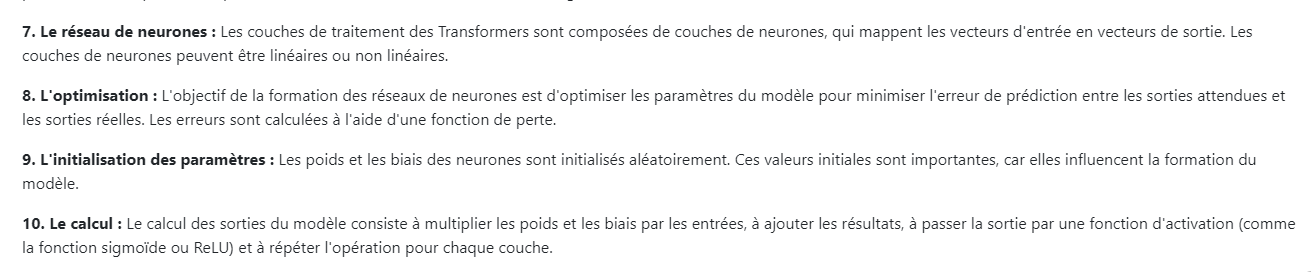 7. Le réseau de neurones : Les couches de traitement des Transformers sont composées de couches de neurones, qui mappent les vecteurs d'entrée en vecteurs de sortie. Les
couches de neurones peuvent être linéaires ou non linéaires.
8. L'optimisation : L'objectif de la formation des réseaux de neurones est d'optimiser les paramètres du modèle pour minimiser l'erreur de prédiction entre les sorties attendues et
les sorties réelles. Les erreurs sont calculées à l'aide d'une fonction de perte.
9. L'initialisation des paramètres : Les poids et les biais des neurones sont initialisés aléatoirement. Ces valeurs initiales sont importantes, car elles influencent la formation du
modèle.
10. Le calcul : Le calcul des sorties du modèle consiste à multiplier les poids et les biais par les entrées, à ajouter les résultats, à passer la sortie par une fonction d'activation (comme
la fonction sigmoïde ou ReLU) et à répéter l'opération pour chaque couche.